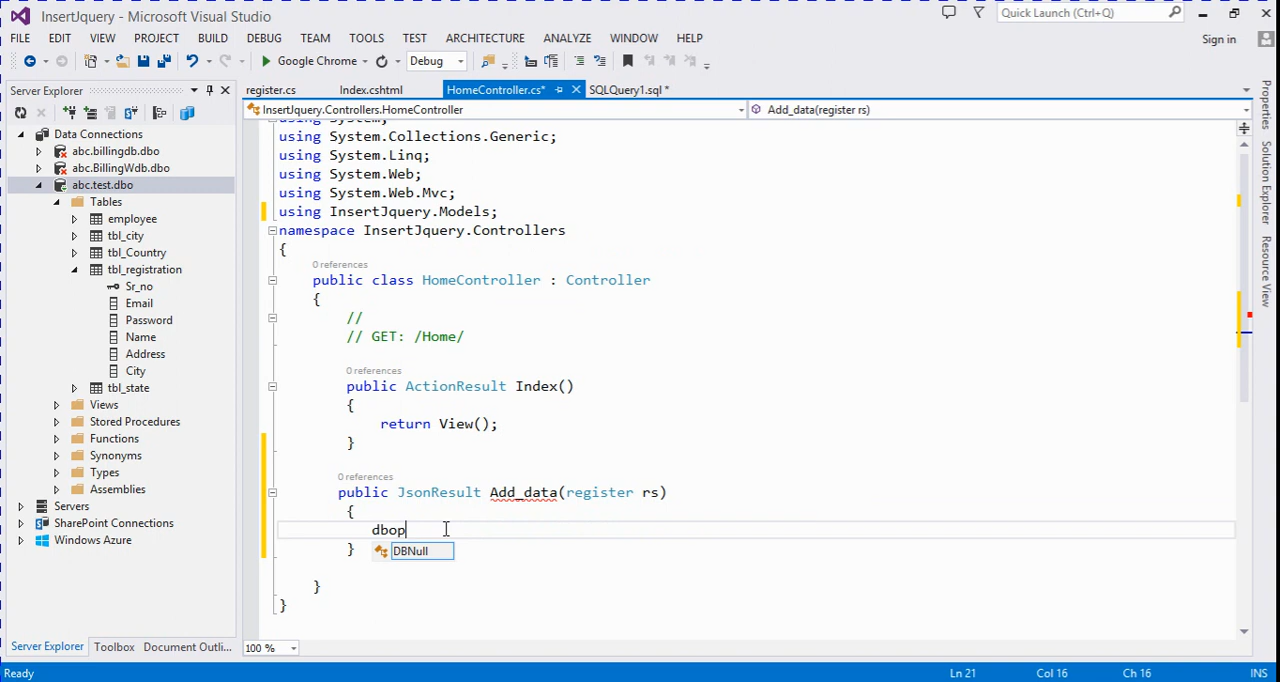 InsertJquery - Microsoft Visual Studio
Quick Launch (Ctrl+Q)
FILE EDIT VIEW PROJECT BUILD DEBUG TEAM TOOLS TEST ARCHITECTURE ANALYZE WINDOW HELP
Sign in
Google Chrome
Debug
Server Explorer
register.cs
Index.cshtml
HomeController.cs*
SQLQuery1.sql *
InsertJquery.Controllers.HomeController
Add_data(register rs)
Data Connections
abc.billingdb.dbo
abc.BillingWdb.dbo
abc.test.dbo
Tables
employee
tbl_city
tbl_Country
tbl_registration
Sr_no
Email
Password
Name
Address
City
tbl_state
Views
Stored Procedures
Functions
Synonyms
Types
Assemblies
Servers
SharePoint Connections
Windows Azure
using System;
using System.Collections.Generic;
using System.Linq;
using System.Web;
using System.Web.Mvc;
using InsertJquery.Models;
namespace InsertJquery.Controllers
{
0 references
public class HomeController : Controller
{
//
// GET: /Home/
0 references
public ActionResult Index()
{
return View();
}
0 references
public JsonResult Add_data(register rs)
{
dbop
DBNull
}
}
}
Properties
Solution Explorer
Resource View
Server Explorer Toolbox Document Outli...
100 %
Ready
Ln 21
Col 16
Ch 16
INS